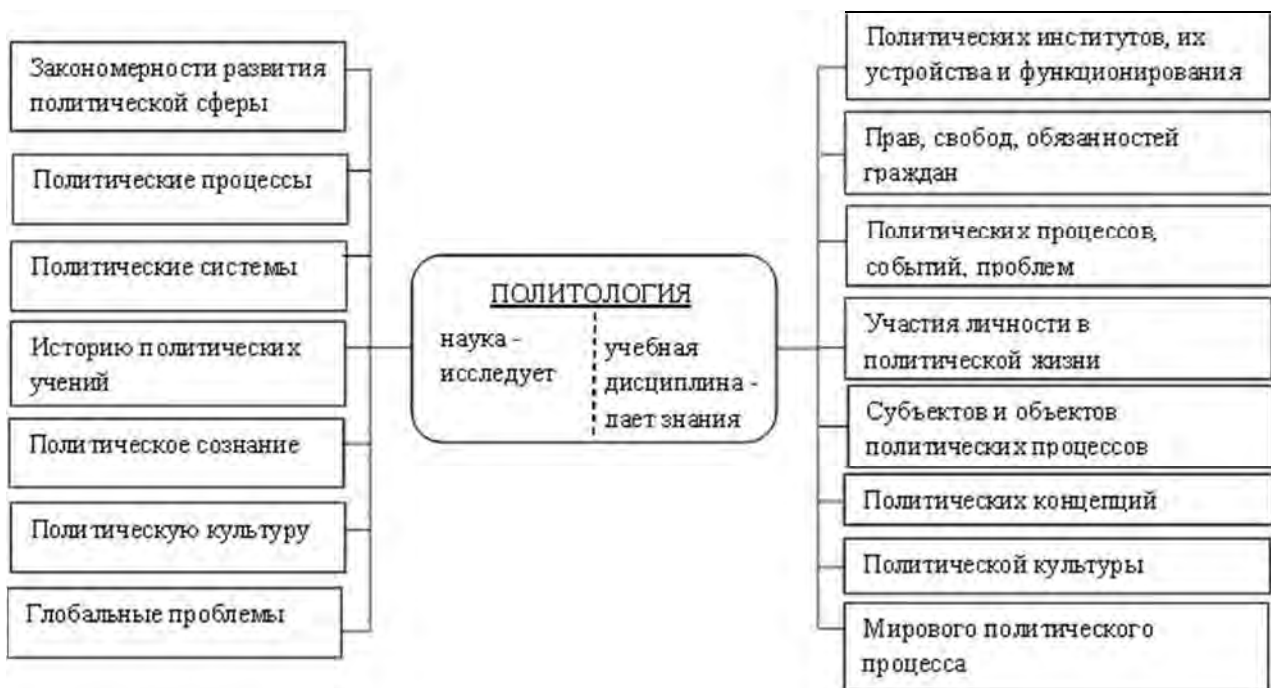 Закономерности развития
политической сферы
Политические процессы
Политические системы
Историю политических
учений
Политическое сознание
Политическую культуру
Глобальные проблемы
ПОЛИТОЛОГИЯ
наука -
исследует
учебная
дисциплина -
дает знания
Политических институтов, их
устройства и функционирования
Прав, свобод, обязанностей
граждан
Политических процессов,
событий, проблем
Участия личности в
политической жизни
Субъектов и объектов
политических процессов
Политических концепций
Политической культуры
Мирового политического
процесса